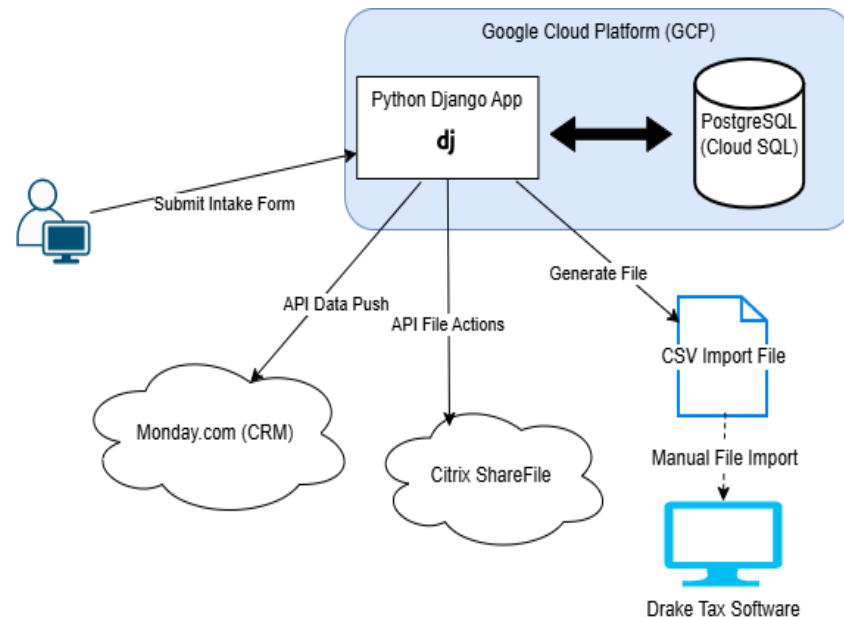 Google Cloud Platform (GCP)
Python Django App
dj
PostgreSQL
(Cloud SQL)
Submit Intake Form
Generate File
API Data Push
API File Actions
CSV Import File
Monday.com (CRM)
Citrix ShareFile
Manual File Import
Drake Tax Software